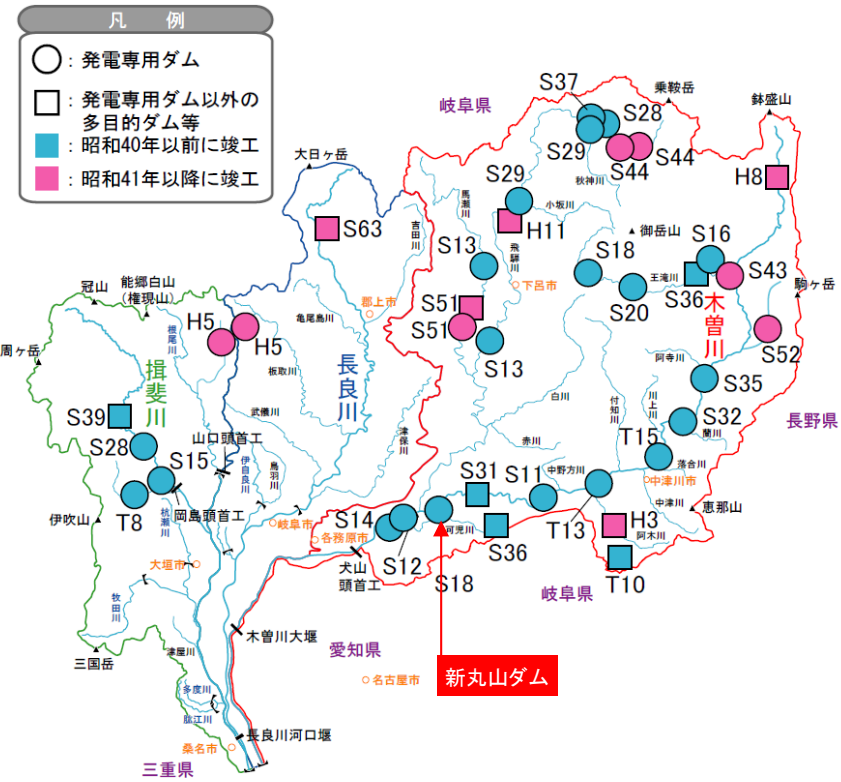 凡 例
：発電専用ダム
：発電専用ダム以外の
多目的ダム等
：昭和40年以前に竣工
：昭和41年以降に竣工
岐阜県
乗鞍岳
鉢盛山
S37
S28
S29
S44
S44
秋神川
大日ヶ岳
馬瀬川
S29
小坂川
H8
S63
吉田川
H11
飛騨川
御岳山
S16
S13
S18
王滝川
S43
冠山
能郷白山
(権現山)
S20
S36
駒ヶ岳
郡上市
下呂市
木曽川
S51
S51
H5
H5
亀尾島川
根尾川
S13
S52
周ヶ岳
揖斐川
板取川
長良川
阿寺川
S35
白川
付知川
川上川
S39
武儀川
S32
蘭川
長野県
S28
山口頭首工
津保川
赤川
T15
S15
伊自良川
鳥羽川
S31
S11
中野方川
落合川
中津川市
T8
杭瀬川
岡島頭首工
岐阜市
中津川
恵那山
伊吹山
S14
各務原市
可児川
T13
H3
阿木川
S12
S36
大垣市
犬山
頭首工
S18
T10
岐阜県
牧田川
木曽川大堰
愛知県
三国岳
津屋川
新丸山ダム
名古屋市
多度川
肱江川
長良川河口堰
桑名市
三重県